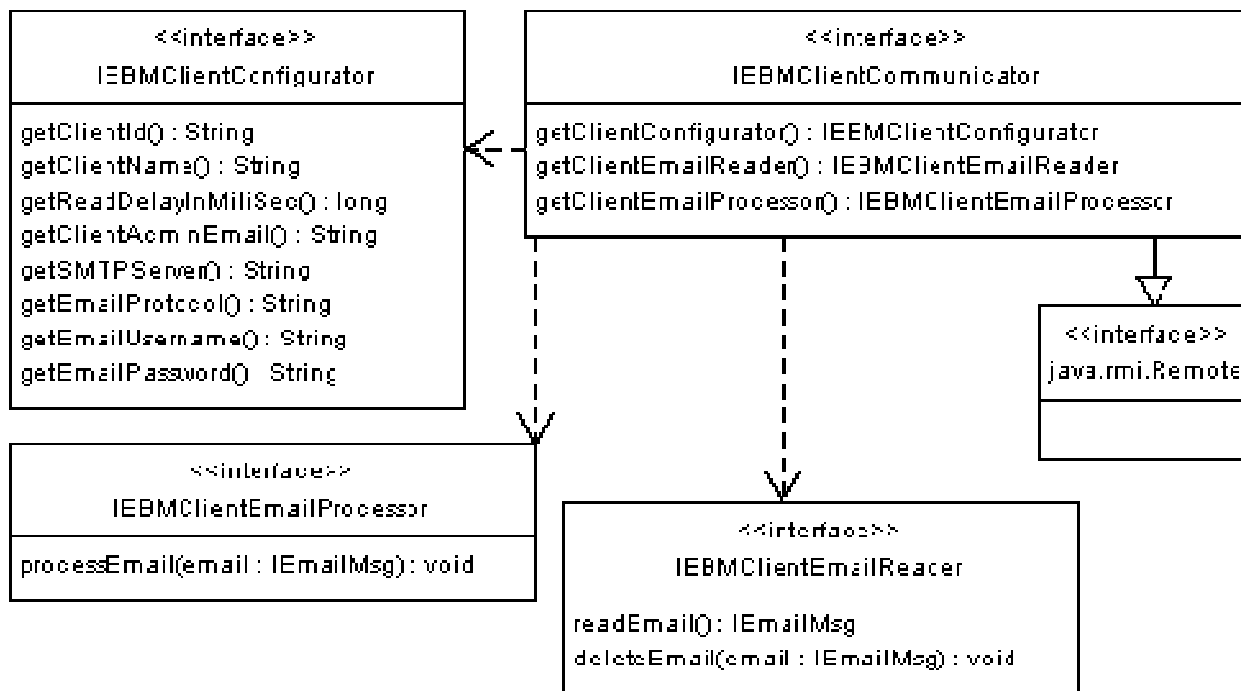 <<interface>>
IEBMClientConfigurator
getClientId() : String
getClientName() : String
getReadDelayInMiliSec() : long
getClientAdminEmail() : String
getSMTPServer() : String
getEmailProtocol() : String
getEmailUsername() : String
getEmailPassword() : String
<<interface>>
IEBMClientCommunicator
getClientConfigurator() : IEBMClientConfigurator
getClientEmailReader() : IEBMClientEmailReader
getClientEmailProcessor() : IEBMClientEmailProcessor
<<interface>>
java.rmi.Remote
<<interface>>
IEBMClientEmailProcessor
processEmail(email : IEmailMsg) : void
<<interface>>
IEBMClientEmailReader
readEmail() : IEmailMsg
deleteEmail(email : IEmailMsg) : void